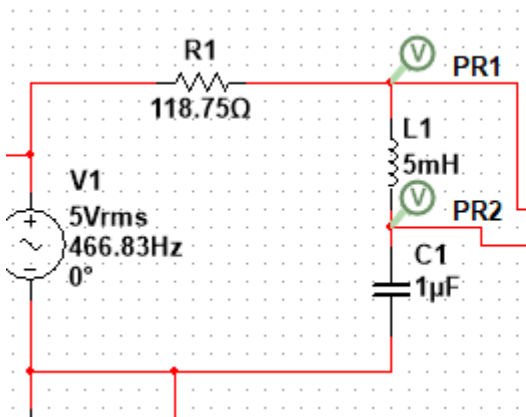 R1
118.75Ω
V
PR1
L1
5mH
V
PR2
V1
5Vrms
466.83Hz
0°
C1
1µF